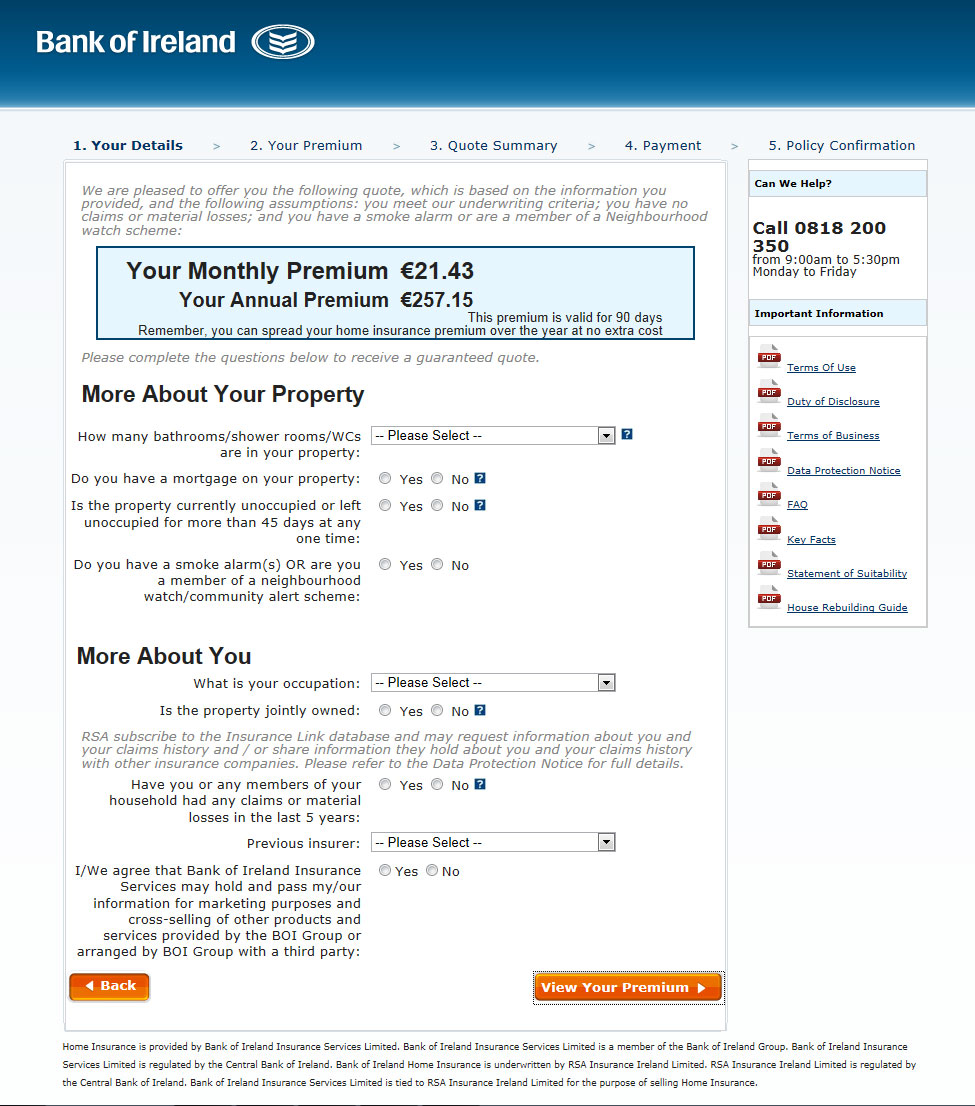 Bank of Ireland
1. Your Details > 2. Your Premium > 3. Quote Summary > 4. Payment > 5. Policy Confirmation
We are pleased to offer you the following quote, which is based on the information you
provided, and the following assumptions: you meet our underwriting criteria; you have no
claims or material losses; and you have a smoke alarm or are a member of a Neighbourhood
watch scheme:
Your Monthly Premium €21.43
Your Annual Premium €257.15
This premium is valid for 90 days
Remember, you can spread your home insurance premium over the year at no extra cost
Please complete the questions below to receive a guaranteed quote.
More About Your Property
How many bathrooms/shower rooms/WCs -- Please Select -- ?
are in your property:
Do you have a mortgage on your property: Yes No ?
Is the property currently unoccupied or left Yes No ?
unoccupied for more than 45 days at any
one time:
Do you have a smoke alarm(s) OR are you Yes No
a member of a neighbourhood
watch/community alert scheme:
More About You
What is your occupation: -- Please Select --
Is the property jointly owned: Yes No ?
RSA subscribe to the Insurance Link database and may request information about you and
your claims history and / or share information they hold about you and your claims history
with other insurance companies. Please refer to the Data Protection Notice for full details.
Have you or any members of your Yes No ?
household had any claims or material
losses in the last 5 years:
Previous insurer: -- Please Select --
I/We agree that Bank of Ireland Insurance Yes No
Services may hold and pass my/our
information for marketing purposes and
cross-selling of other products and
services provided by the BOI Group or
arranged by BOI Group with a third party:
Back
View Your Premium
Can We Help?
Call 0818 200
350
from 9:00am to 5:30pm
Monday to Friday
Important Information
PDF Terms Of Use
PDF Duty of Disclosure
PDF Terms of Business
PDF Data Protection Notice
PDF FAQ
PDF Key Facts
PDF Statement of Suitability
PDF House Rebuilding Guide
Home Insurance is provided by Bank of Ireland Insurance Services Limited. Bank of Ireland Insurance Services Limited is a member of the Bank of Ireland Group. Bank of Ireland Insurance
Services Limited is regulated by the Central Bank of Ireland. Bank of Ireland Home Insurance is underwritten by RSA Insurance Ireland Limited. RSA Insurance Ireland Limited is regulated by
the Central Bank of Ireland. Bank of Ireland Insurance Services Limited is tied to RSA Insurance Ireland Limited for the purpose of selling Home Insurance.